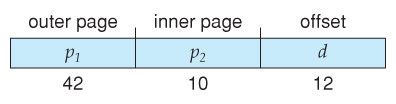 outer page inner page offset
p1 p2 d
42 10 12